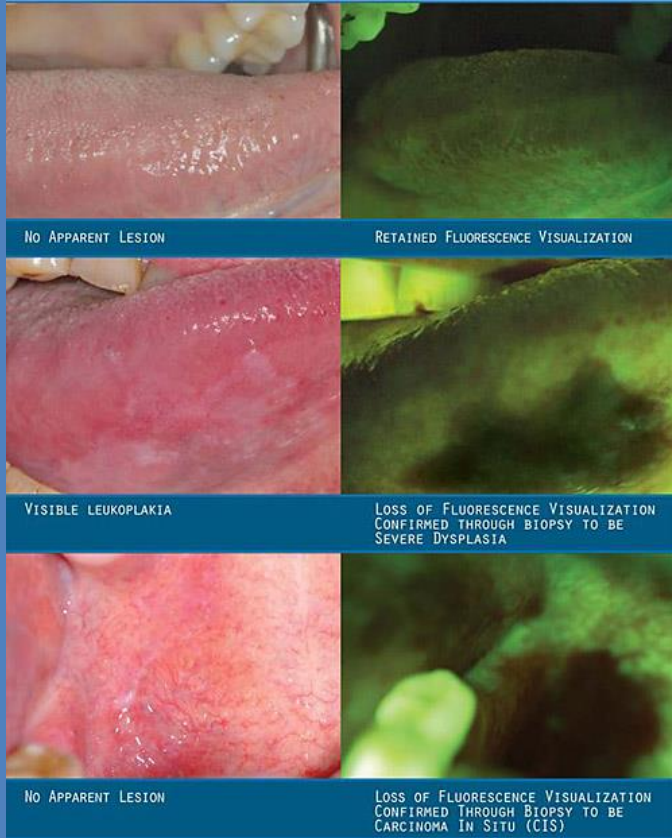 No Apparent Lesion
Retained Fluorescence Visualization
Visible leukoplakia
Loss of Fluorescence Visualization
Confirmed through biopsy to be
Severe Dysplasia
No Apparent Lesion
Loss of Fluorescence Visualization
Confirmed Through Biopsy to be
Carcinoma In Situ (CIS)